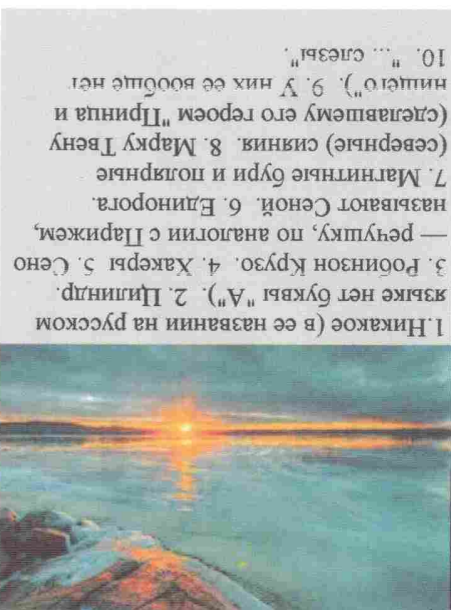 1.Никакое (в ее названии на русском
языке нет буквы "А"). 2. Цилиндр.
3. Робинзон Крузо. 4. Хакеры 5. Сено
— речушку, по аналогии с Парижем,
называют Сеной. 6. Единорога.
7. Магнитные бури и полярные
(северные) сияния. 8. Марку Твену
(сделавшему его героем "Принца и
нищего"). 9. У них ее вообще нет
10. "... слезы".